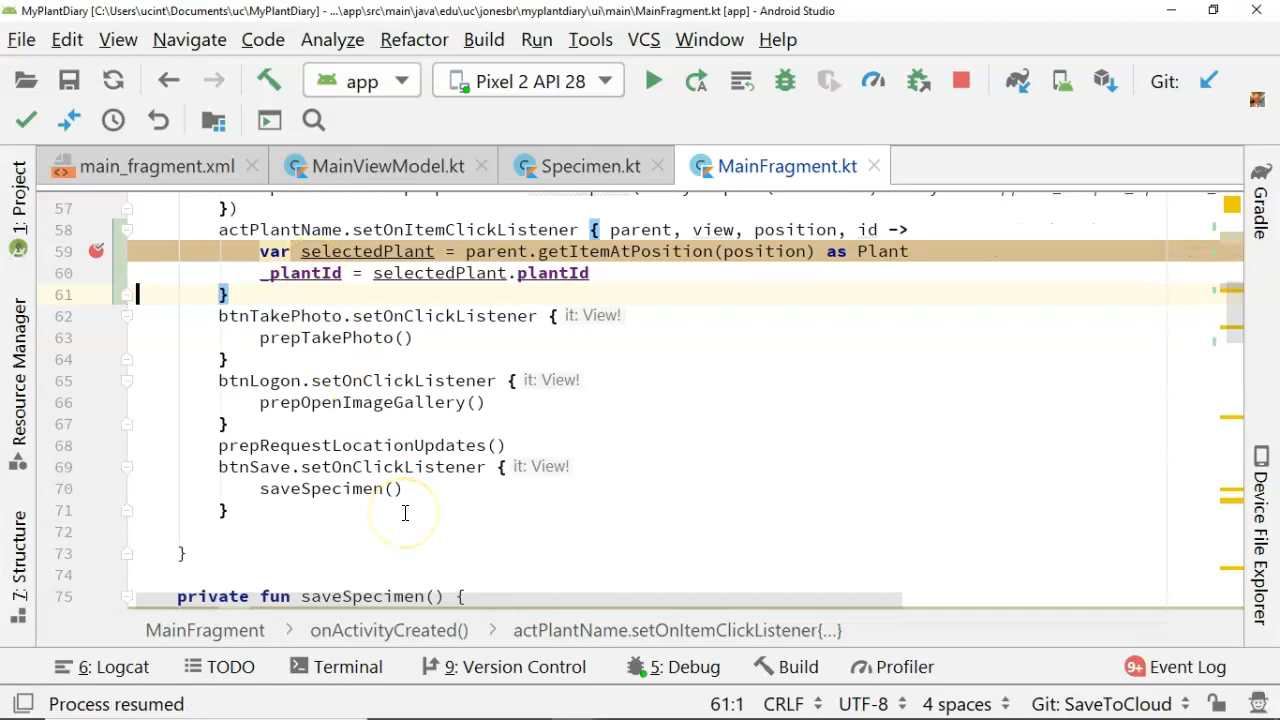 MyPlantDiary [C:\Users\ucint\Documents\uc\MyPlantDiary] - ...\app\src\main\java\edu\uc\jonesbr\myplantdiary\ui\main\MainFragment.kt [app] - Android Studio
File Edit View Navigate Code Analyze Refactor Build Run Tools VCS Window Help
app Pixel 2 API 28 Git:
main_fragment.xml MainViewModel.kt Specimen.kt MainFragment.kt
57 })
58 actPlantName.setOnItemClickListener { parent, view, position, id ->
59 var selectedPlant = parent.getItemAtPosition(position) as Plant
60 _plantId = selectedPlant.plantId
61 }
62 btnTakePhoto.setOnClickListener { it: View!
63 prepTakePhoto()
64 }
65 btnLogon.setOnClickListener { it: View!
66 prepOpenImageGallery()
67 }
68 prepRequestLocationUpdates()
69 btnSave.setOnClickListener { it: View!
70 saveSpecimen()
71 }
72
73 }
74
75 private fun saveSpecimen() {
MainFragment > onActivityCreated() > actPlantName.setOnItemClickListener{...}
6: Logcat TODO Terminal 9: Version Control 5: Debug Build Profiler 9+ Event Log
Process resumed 61:1 CRLF UTF-8 4 spaces Git: SaveToCloud
1: Project
Resource Manager
7: Structure
Gradle
Device File Explorer